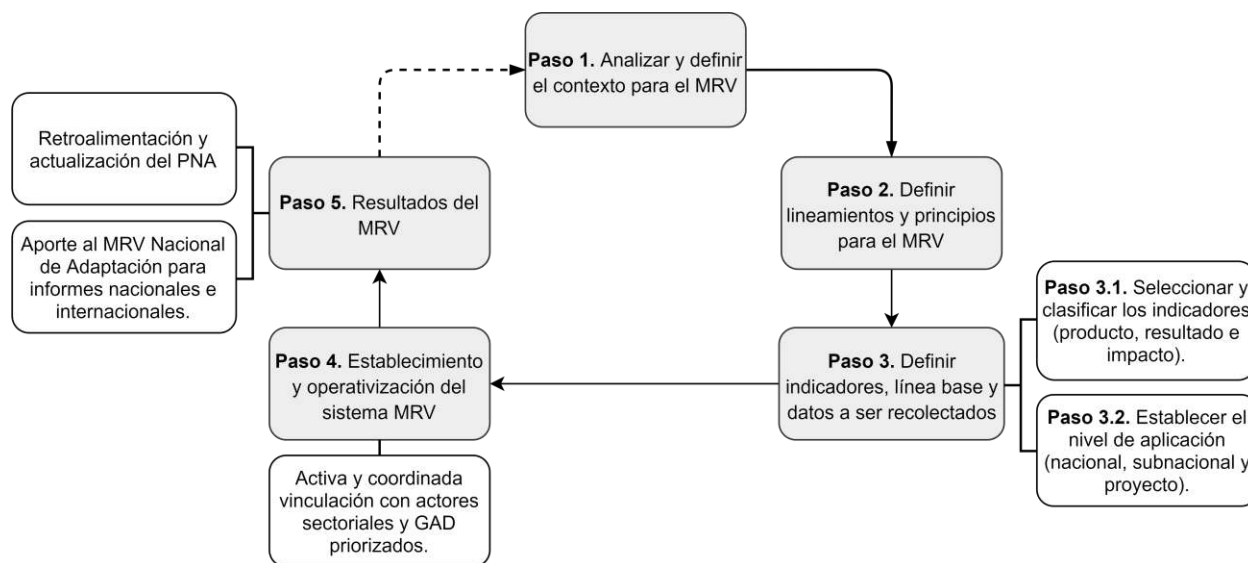 Paso 1. Analizar y definir
el contexto para el MRV
Retroalimentación y
actualización del PNA
Paso 5. Resultados del
MRV
Aporte al MRV Nacional
de Adaptación para
informes nacionales e
internacionales.
Paso 2. Definir
lineamientos y principios
para el MRV
Paso 3. Definir
indicadores, línea base y
datos a ser recolectados
Paso 3.1. Seleccionar y
clasificar los indicadores
(producto, resultado e
impacto).
Paso 3.2. Establecer el
nivel de aplicación
(nacional, subnacional y
proyecto).
Paso 4. Establecimiento
y operativización del
sistema MRV
Activa y coordinada
vinculación con actores
sectoriales y GAD
priorizados.